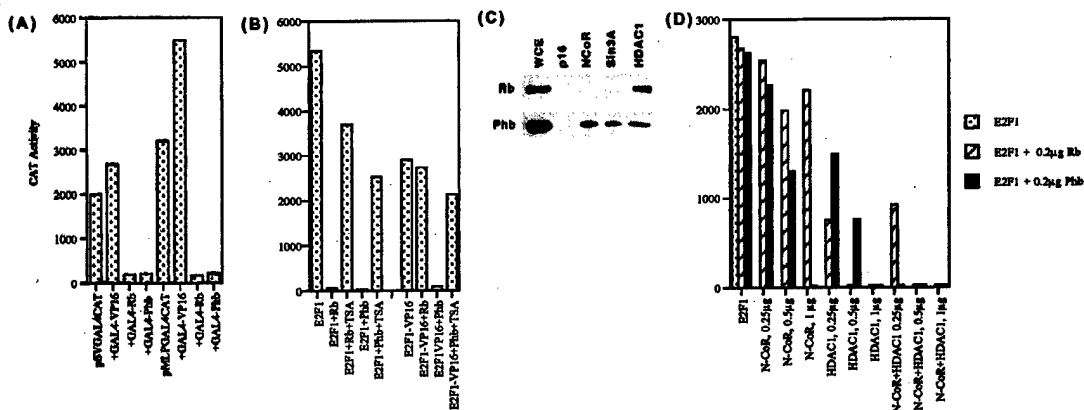 (A)
CAT Activity
6000
5000
4000
3000
2000
1000
0
pSVGAL4CAT
+GAL4-VP16
+GAL4-Rb
+GAL4-Phb
pMLPGAL4CAT
+GAL4-VP16
+GAL4-Rb
+GAL4-Phb
(B)
6000
5000
4000
3000
2000
1000
0
E2F1
E2F1+Rb
E2F1+Rb+TSA
E2F1+Phb
E2F1+Phb+TSA
E2F1-VP16
E2F1-VP16+Rb
E2F1VP16+Phb
E2F1-VP16+Phb+TSA
(C)
WCE
p16
NCoR
Sin3A
HDAC1
Rb
Phb
(D)
3000
2000
1000
0
E2F1
N-CoR, 0.25µg
N-CoR, 0.5µg
N-CoR, 1µg
HDAC1, 0.25µg
HDAC1, 0.5µg
HDAC1, 1µg
N-CoR+HDAC1 0.25µg
N-CoR+HDAC1, 0.5µg
N-CoR+HDAC1, 1µg
E2F1
E2F1 + 0.2µg Rb
E2F1 + 0.2µg Phb